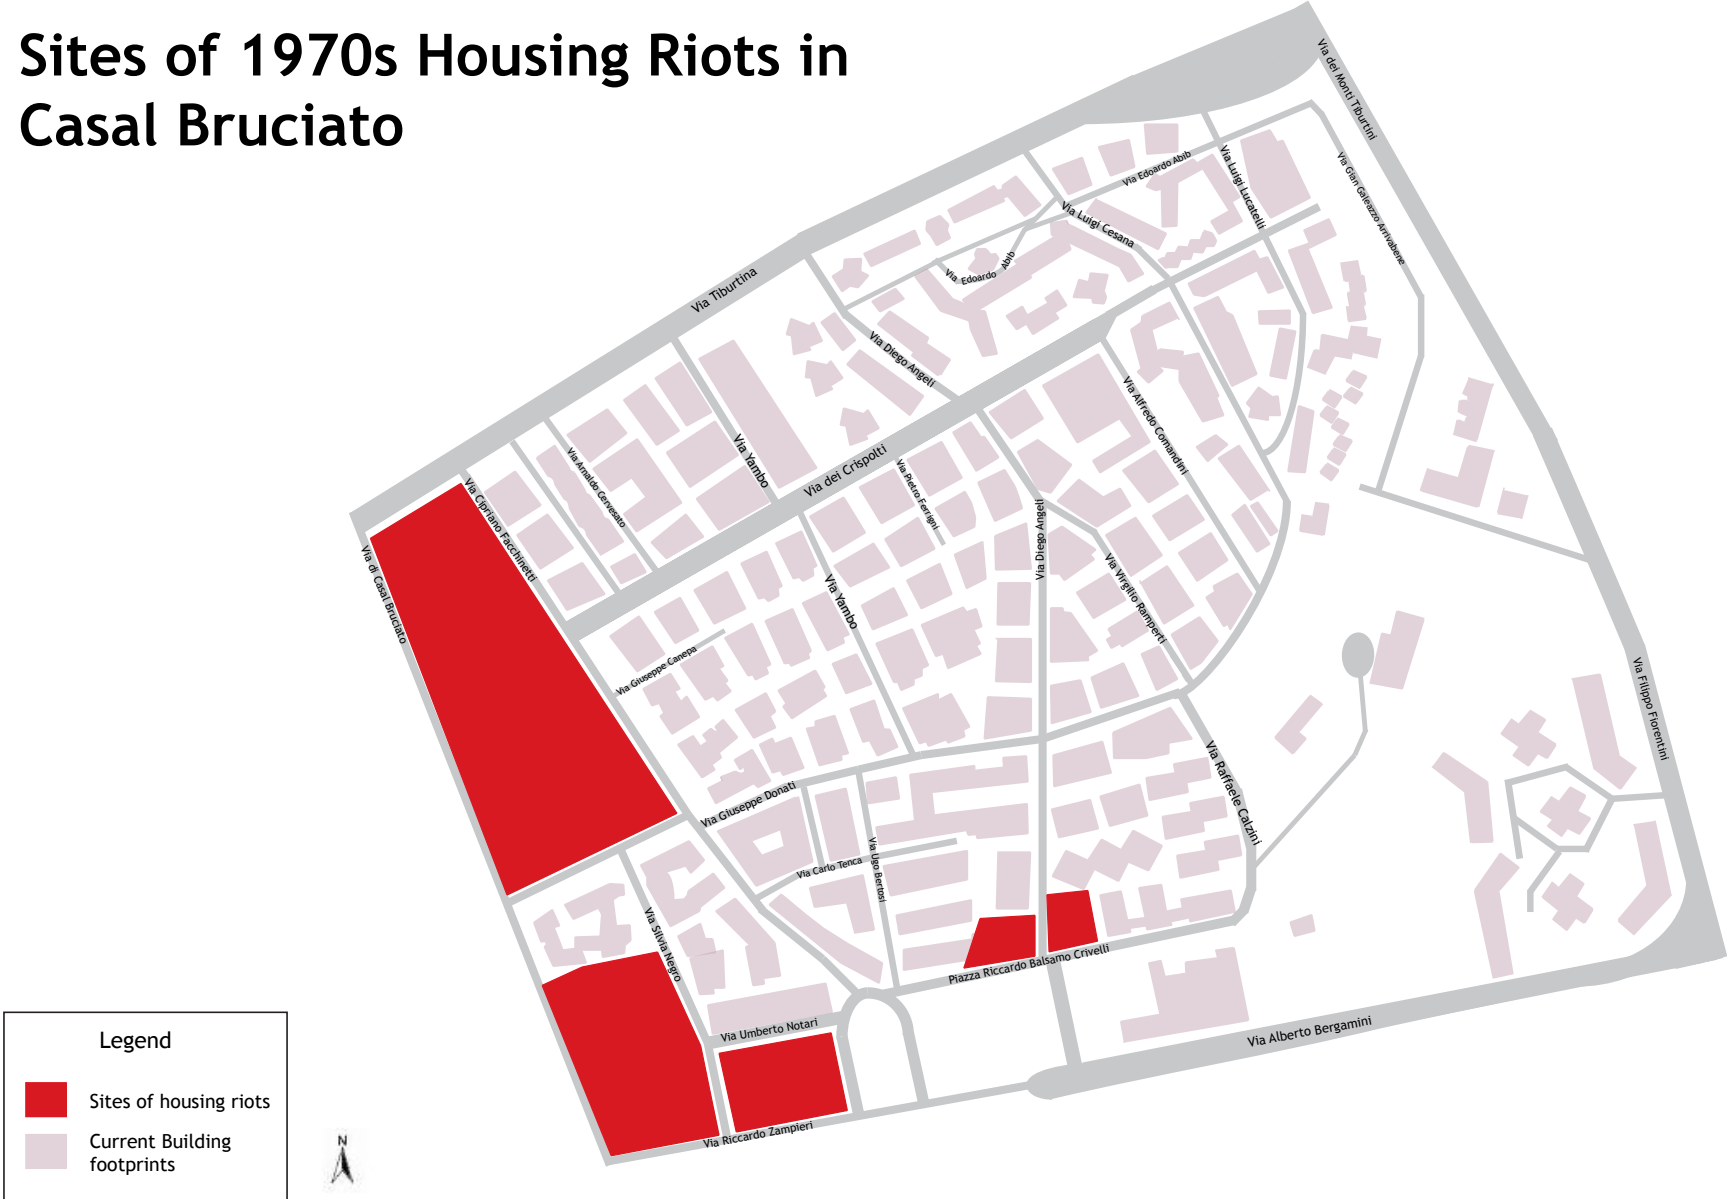 Sites of 1970s Housing Riots in
Casal Bruciato
Via dei Monti Tiburtini
Via Edoardo Abib
Via Luigi Lucatelli
Via Gian Galeazzo Arrivabene
Via Luigi Cesana
Via Edoardo Abib
Via Tiburtina
Via Diego Angeli
Via Alfredo Comandini
Via Yambo
Via dei Crispolti
Via Arnaldo Cervesato
Via Pietro Ferrigni
Via Cipriano Facchinetti
Via di Casal Bruciato
Via Diego Angeli
Via Virgilio Ramperti
Via Yambo
Via Giuseppe Canepa
Via Filippo Fiorentini
Via Raffaele Calzini
Via Giuseppe Donati
Via Carlo Tenca
Via Ugo Bertosi
Via Silvia Negro
Piazza Riccardo Balsamo Crivelli
Via Umberto Notari
Via Alberto Bergamini
Via Riccardo Zampieri
Legend
Sites of housing riots
Current Building
footprints
N